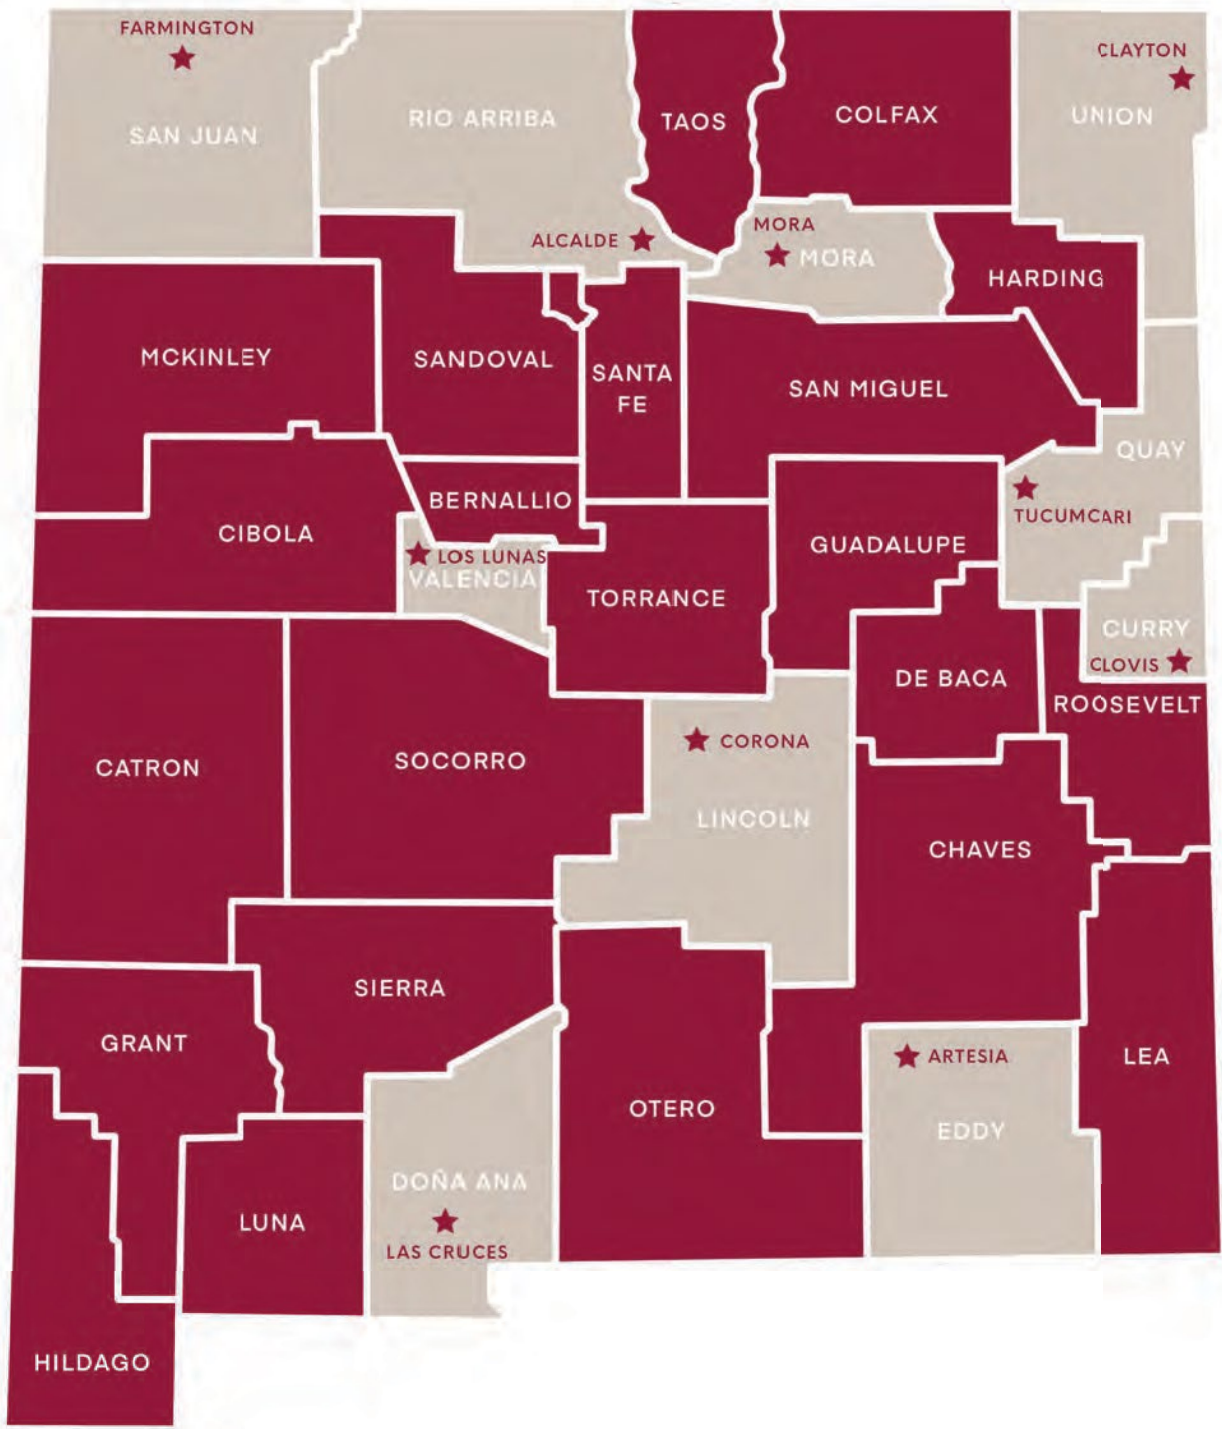 FARMINGTON
SAN JUAN
RIO ARRIBA
TAOS
COLFAX
CLAYTON
UNION
ALCALDE
MORA
MORA
HARDING
MCKINLEY
SANDOVAL
SANTA
FE
SAN MIGUEL
QUAY
TUCUMCARI
BERNALLIO
CIBOLA
LOS LUNAS
VALENCIA
TORRANCE
GUADALUPE
CURRY
CLOVIS
DE BACA
ROOSEVELT
CATRON
SOCORRO
CORONA
LINCOLN
CHAVES
SIERRA
GRANT
ARTESIA
LEA
OTERO
EDDY
DOÑA ANA
LUNA
LAS CRUCES
HILDAGO